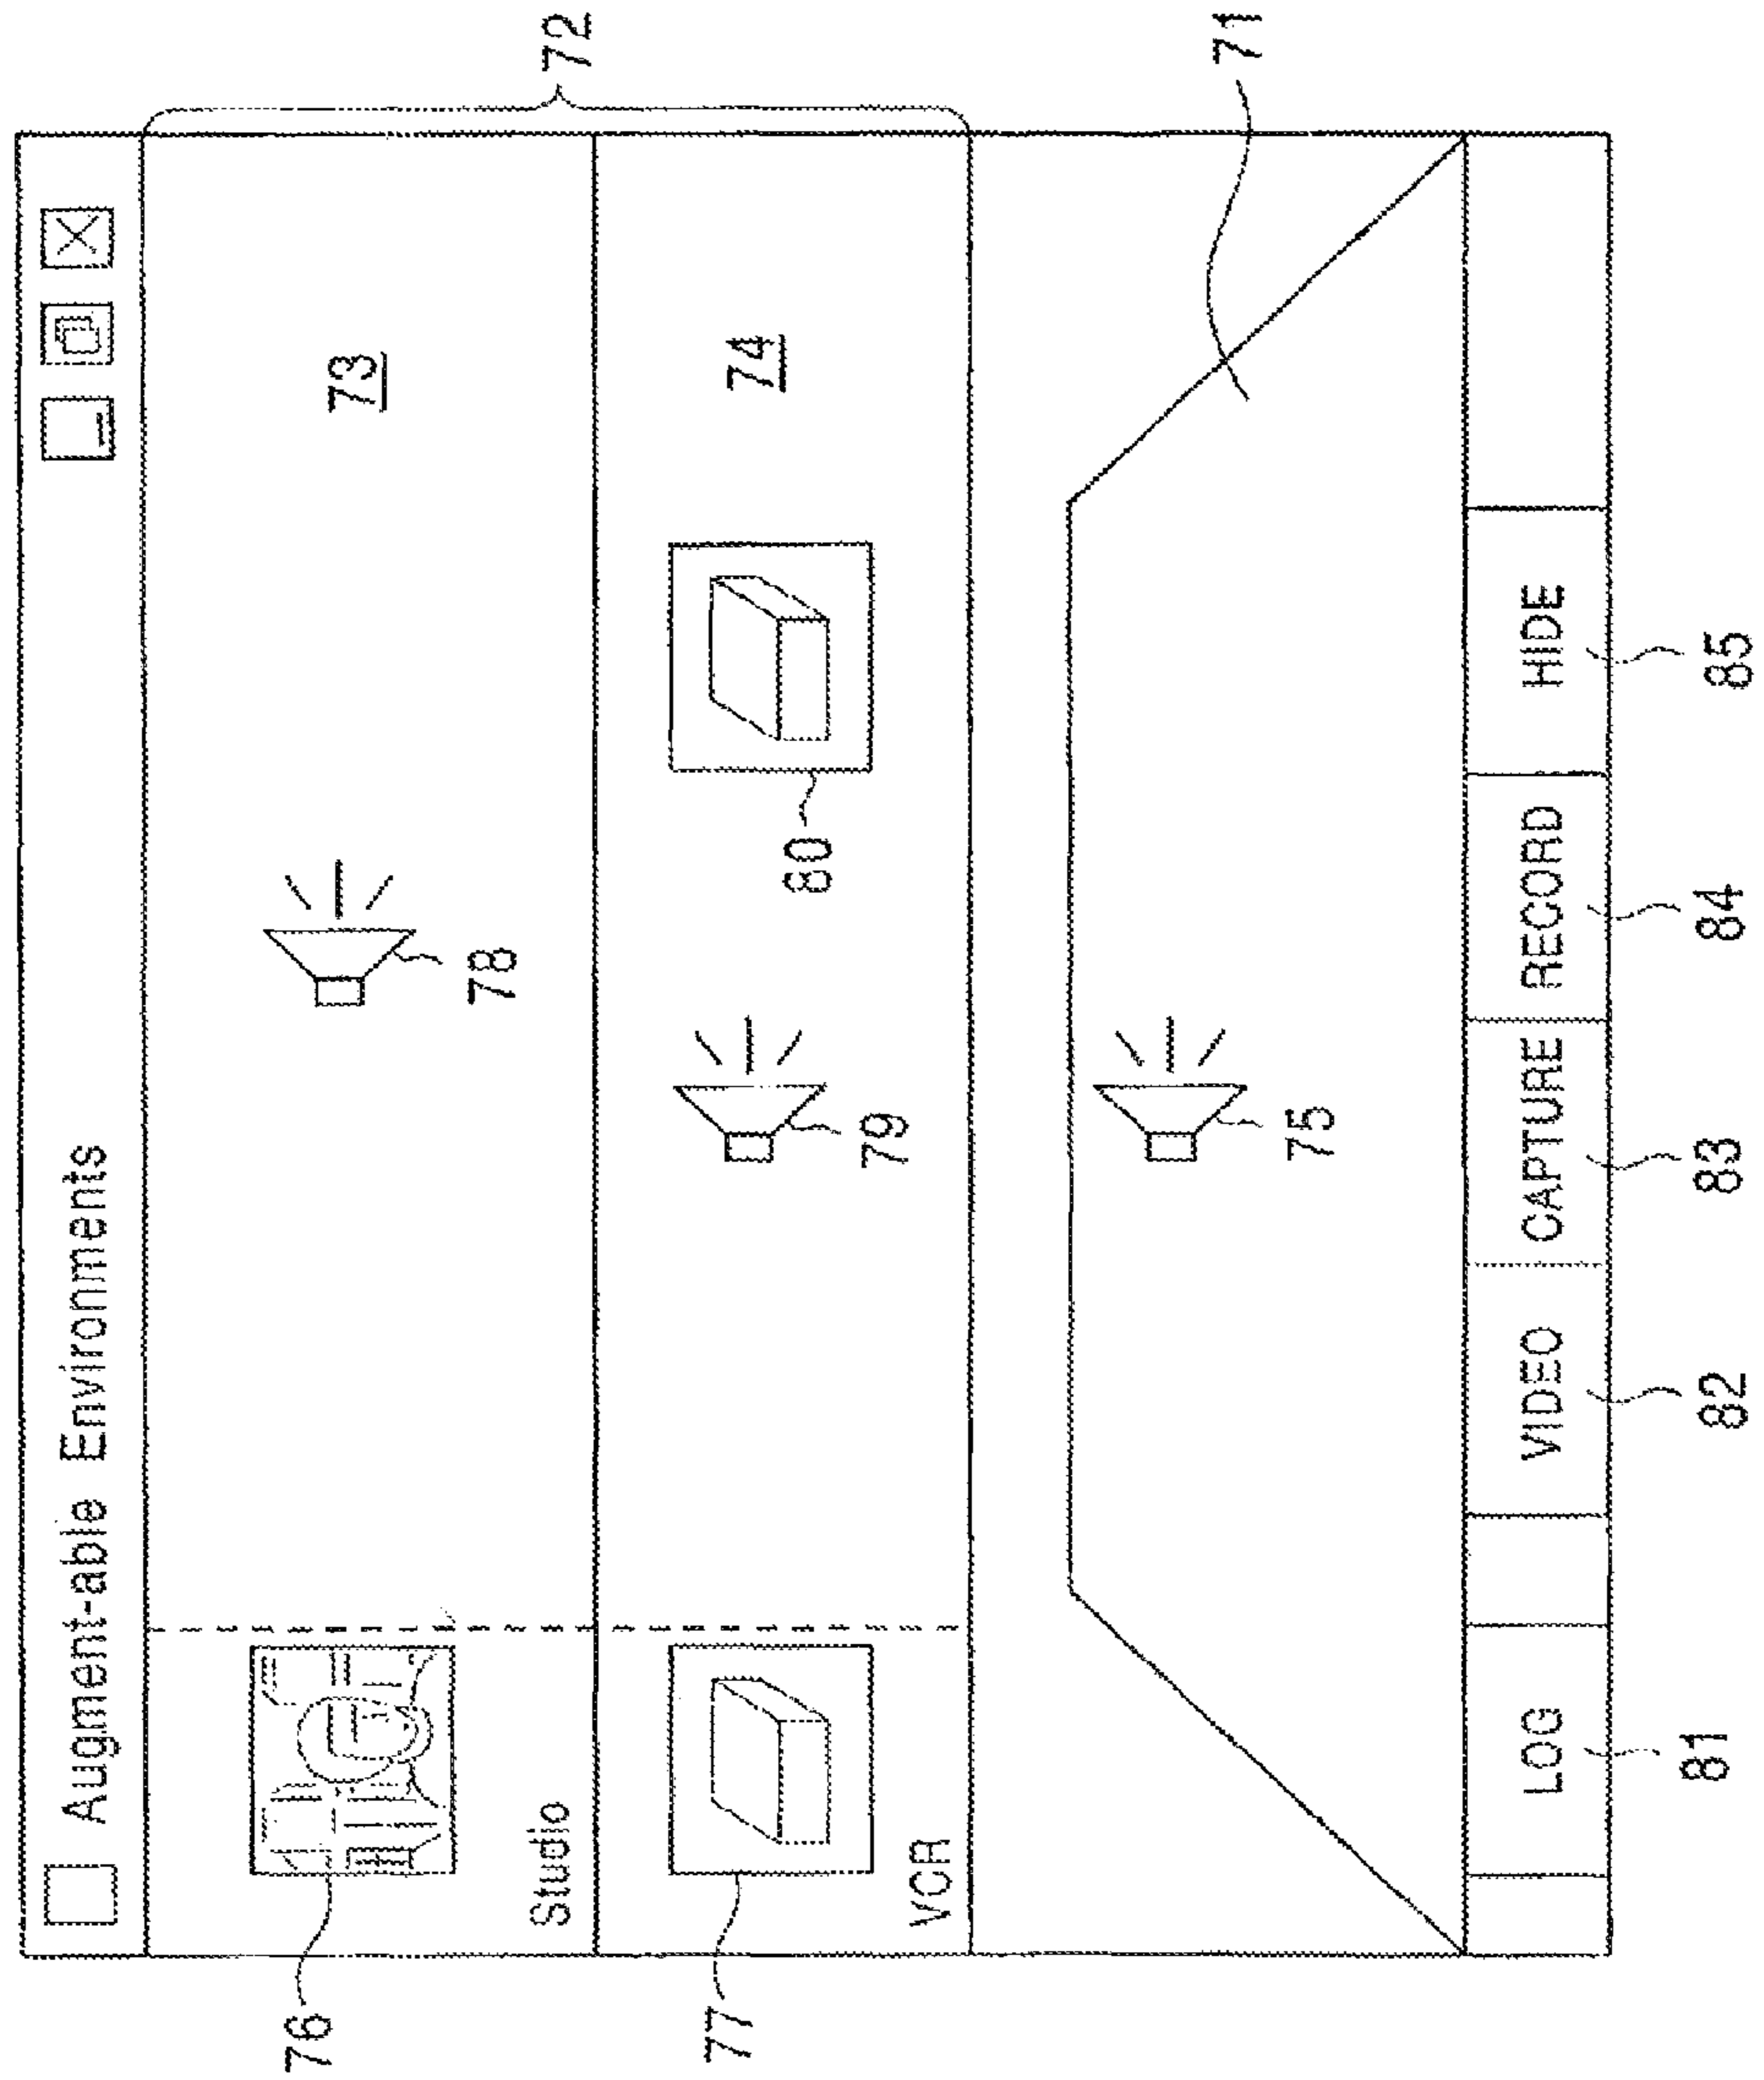 Augment-able Environments
72
76
73
78
Studio
77
74
79
80
VCR
71
75
LOG
VIDEO
CAPTURE
RECORD
HIDE
81
82
83
84
85